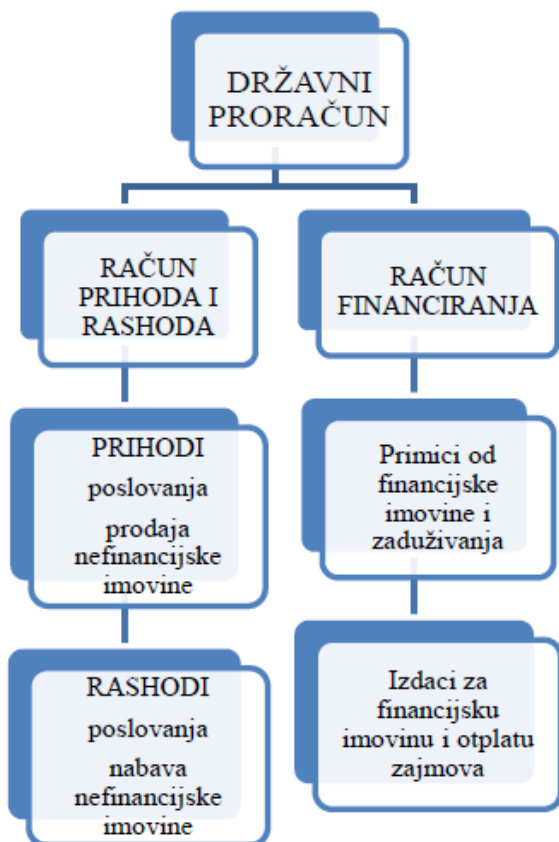 DRŽAVNI
PRORAČUN
RAČUN
PRIHODA I
RASHODA
PRIHODI
poslovanja
prodaja
nefinancijske
imovine
RASHODI
poslovanja
nabava
nefinancijske
imovine
RAČUN
FINANCIRANJA
Primici od
financijske
imovine i
zaduživanja
Izdaci za
financijsku
imovinu i otplatu
zajmova